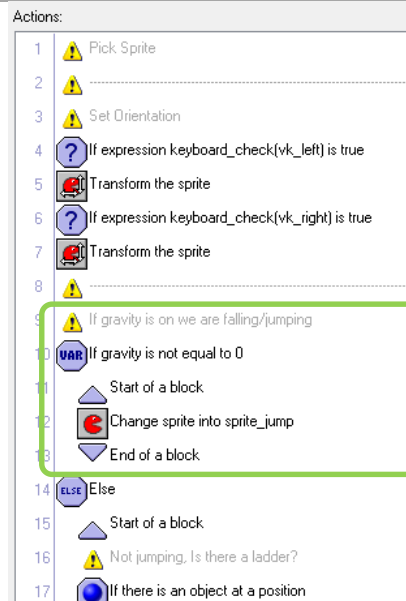 Actions:
1 Pick Sprite
2 ----------------------------------------
3 Set Orientation
4 ? If expression keyboard_check(vk_left) is true
5 Transform the sprite
6 ? If expression keyboard_check(vk_right) is true
7 Transform the sprite
8 ----------------------------------------
9 If gravity is on we are falling/jumping
10 VAR If gravity is not equal to 0
11 Start of a block
12 Change sprite into sprite_jump
13 End of a block
14 ELSE Else
15 Start of a block
16 Not jumping, Is there a ladder?
17 If there is an object at a position